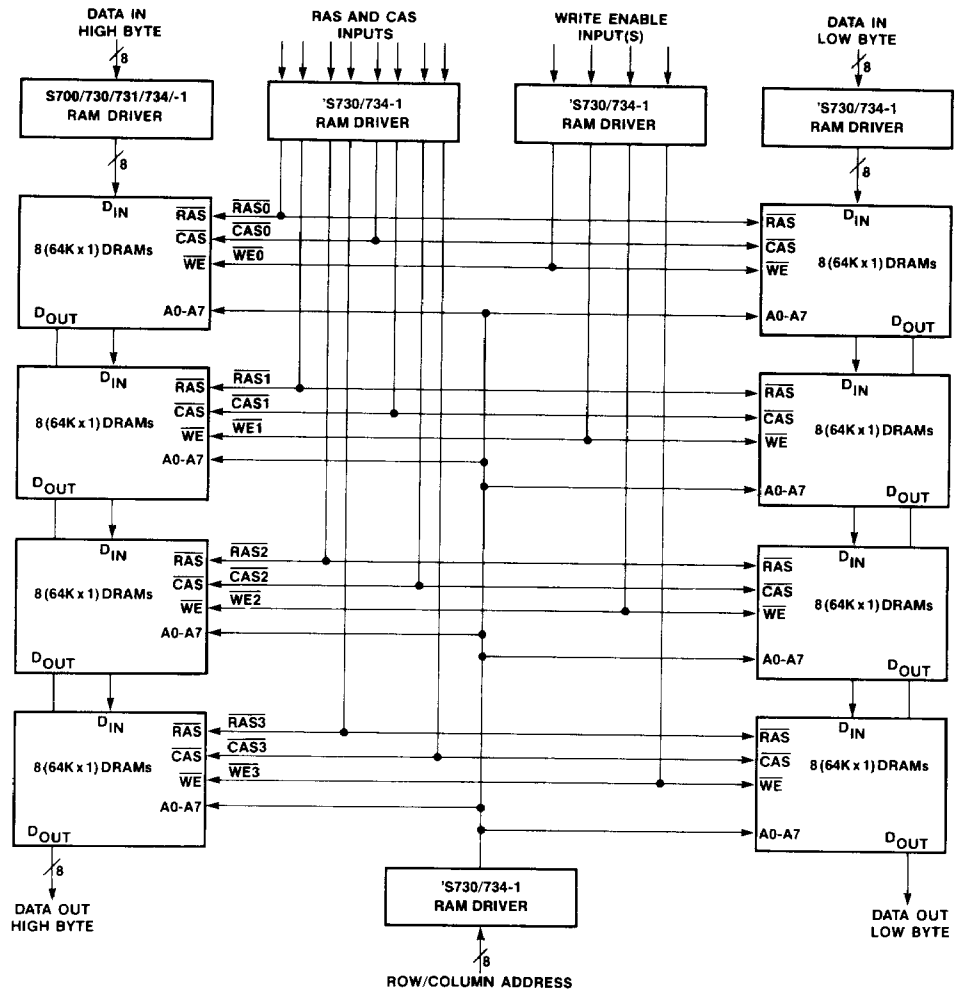 DATA IN
HIGH BYTE
8
S700/730/731/734/-1
RAM DRIVER
8
RAS AND CAS
INPUTS
'S730/734-1
RAM DRIVER
WRITE ENABLE
INPUT(S)
'S730/734-1
RAM DRIVER
DATA IN
LOW BYTE
8
'S730/734-1
RAM DRIVER
8
DIN
RAS
CAS
8(64K x 1) DRAMs
WE
A0-A7
DOUT
RAS0
CAS0
WE0
DIN
RAS
CAS
8(64K x 1) DRAMs
WE
A0-A7
DOUT
DIN
RAS
CAS
8(64K x 1) DRAMs
WE
A0-A7
DOUT
RAS1
CAS1
WE1
DIN
RAS
CAS
8(64K x 1) DRAMs
WE
A0-A7
DOUT
DIN
RAS
CAS
8(64K x 1) DRAMs
WE
A0-A7
DOUT
RAS2
CAS2
WE2
DIN
RAS
CAS
8(64K x 1) DRAMs
WE
A0-A7
DOUT
DIN
RAS
CAS
8(64K x 1) DRAMs
WE
A0-A7
DOUT
RAS3
CAS3
WE3
DIN
RAS
CAS
8(64K x 1) DRAMs
WE
A0-A7
DOUT
8
DATA OUT
HIGH BYTE
'S730/734-1
RAM DRIVER
8
ROW/COLUMN ADDRESS
DATA OUT
LOW BYTE